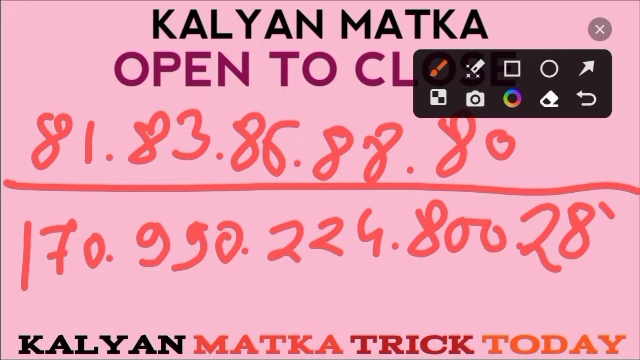 KALYAN MATKA
OPEN TO CLOSE
81.83.86.88.80
170.990.224.800 28
KALYAN MATKA TRICK TODAY